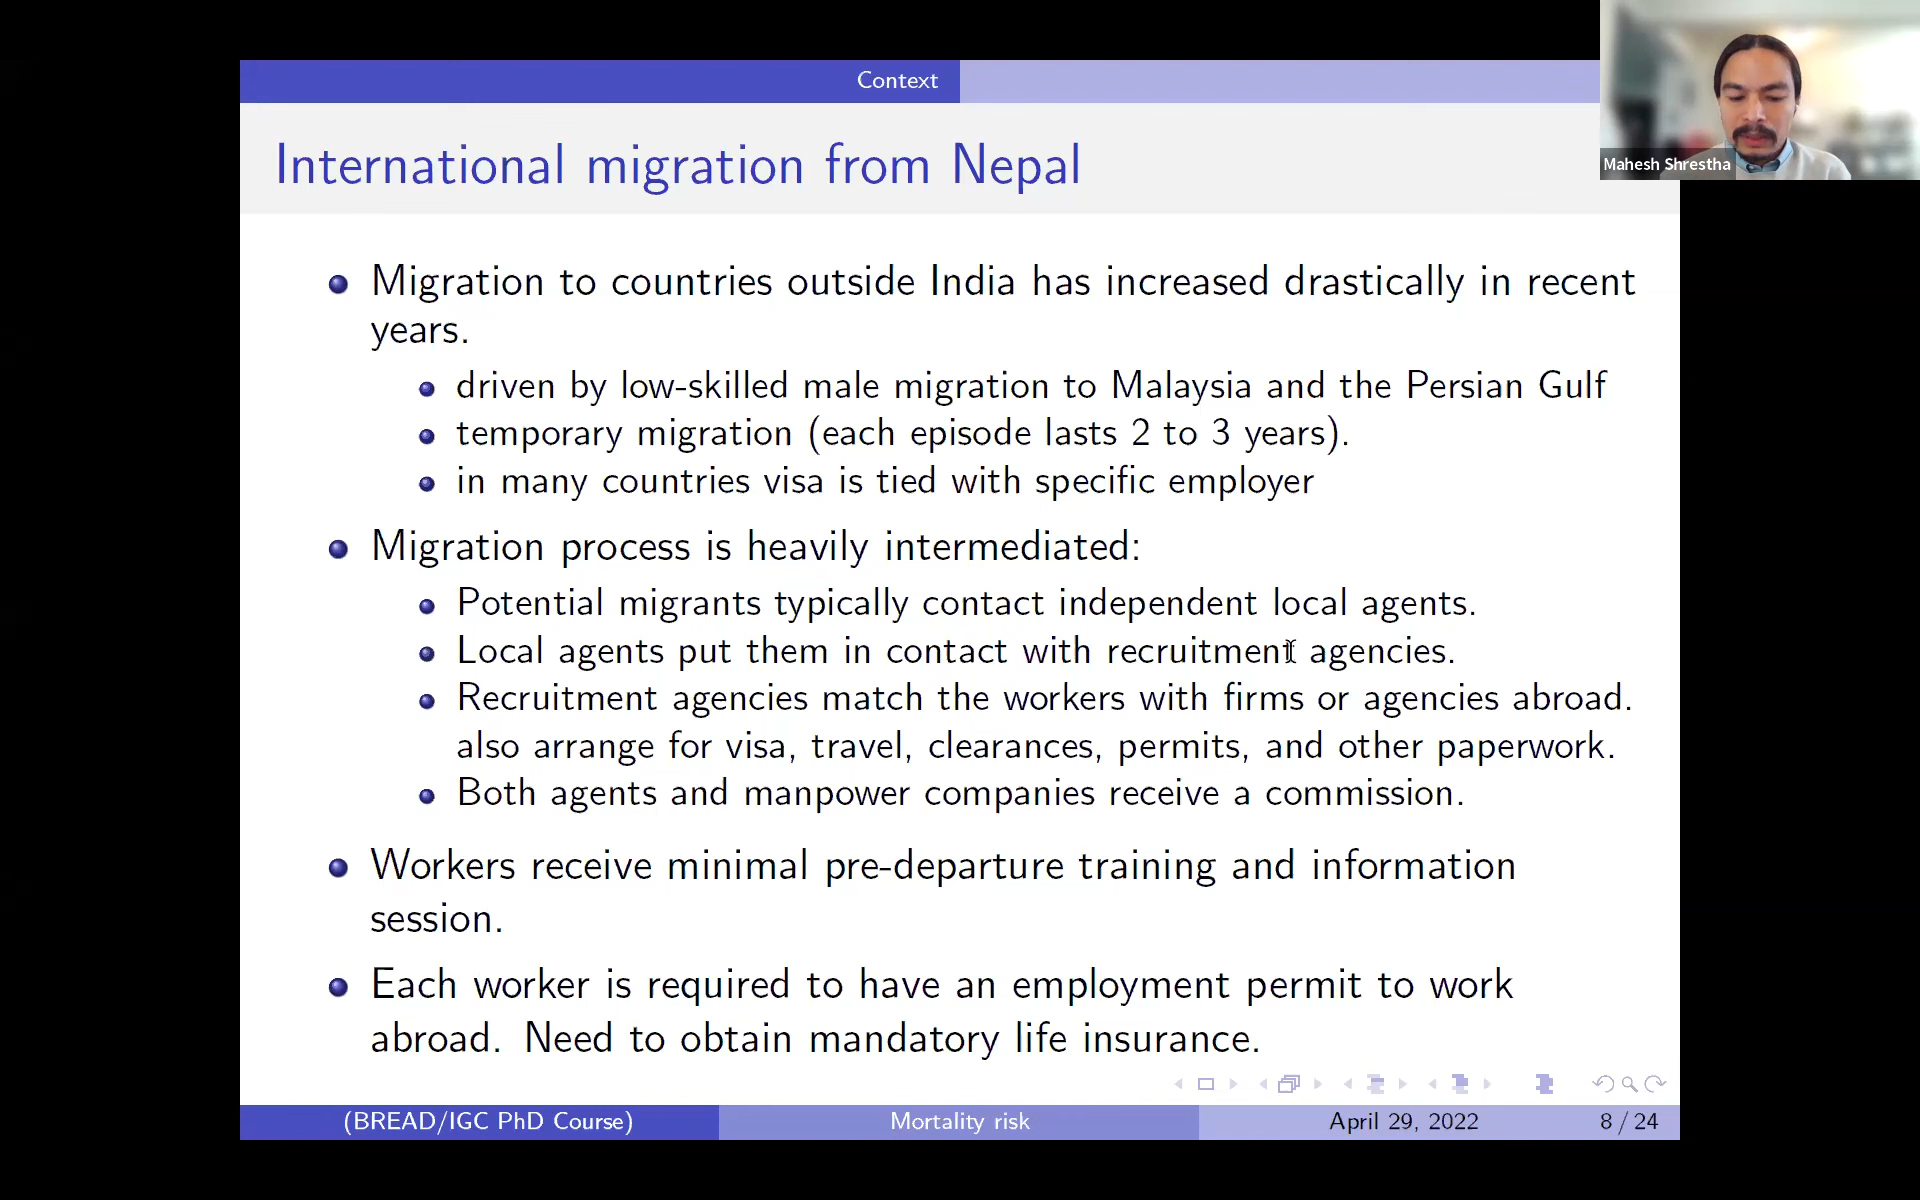 Context
Mahesh Shrestha
International migration from Nepal
Migration to countries outside India has increased drastically in recent
years.
driven by low-skilled male migration to Malaysia and the Persian Gulf
temporary migration (each episode lasts 2 to 3 years).
in many countries visa is tied with specific employer
Migration process is heavily intermediated:
Potential migrants typically contact independent local agents.
Local agents put them in contact with recruitment agencies.
Recruitment agencies match the workers with firms or agencies abroad.
also arrange for visa, travel, clearances, permits, and other paperwork.
Both agents and manpower companies receive a commission.
Workers receive minimal pre-departure training and information
session.
Each worker is required to have an employment permit to work
abroad. Need to obtain mandatory life insurance.
(BREAD/IGC PhD Course) Mortality risk April 29, 2022 8 / 24